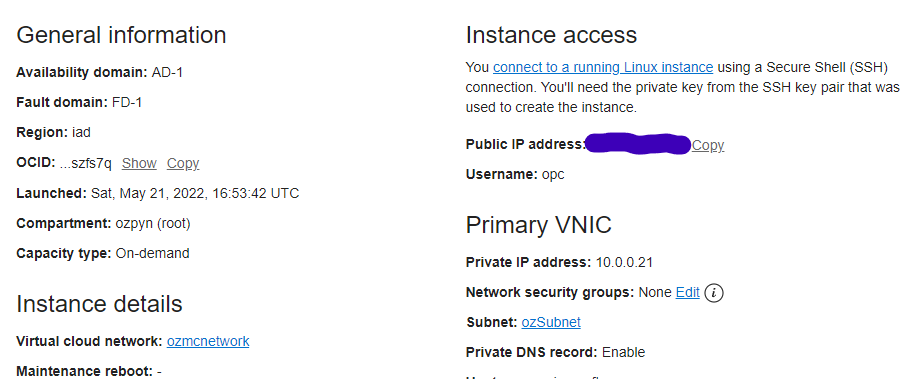 General information
Availability domain: AD-1
Fault domain: FD-1
Region: iad
OCID: ...szfs7q Show Copy
Launched: Sat, May 21, 2022, 16:53:42 UTC
Compartment: ozpyn (root)
Capacity type: On-demand
Instance details
Virtual cloud network: ozmcnetwork
Maintenance reboot: -
Instance access
You connect to a running Linux instance using a Secure Shell (SSH)
connection. You'll need the private key from the SSH key pair that was
used to create the instance.
Public IP address: Copy
Username: opc
Primary VNIC
Private IP address: 10.0.0.21
Network security groups: None Edit i
Subnet: ozSubnet
Private DNS record: Enable